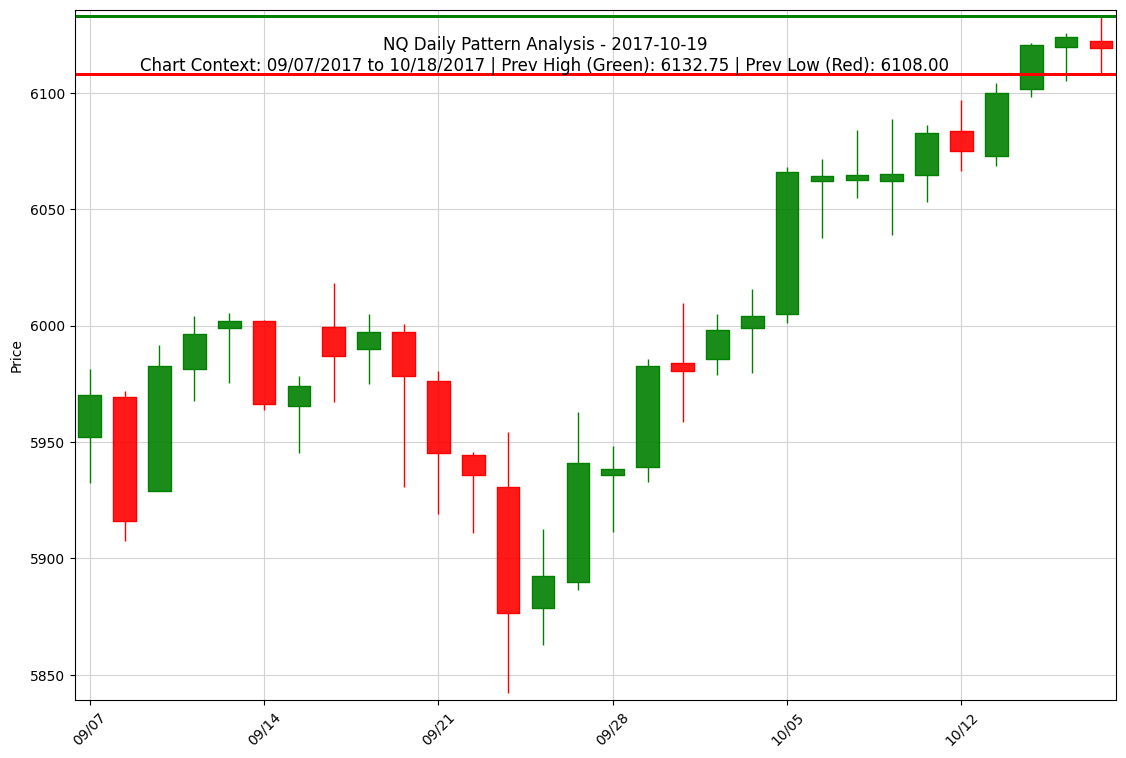 NQ Daily Pattern Analysis - 2017-10-19
Chart Context: 09/07/2017 to 10/18/2017 | Prev High (Green): 6132.75 | Prev Low (Red): 6108.00
6100
6050
6000
5950
5900
5850
Price
09/07 09/14 09/21 09/28 10/05 10/12